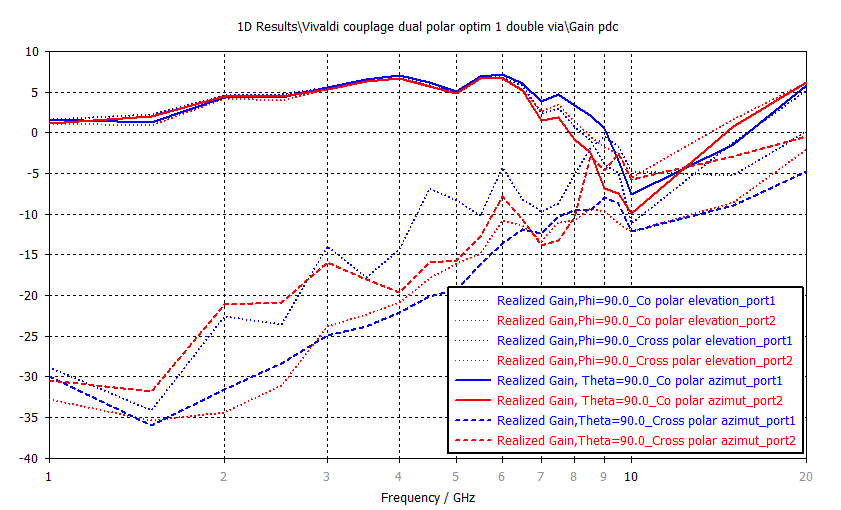 1D Results\Vivaldi couplage dual polar optim 1 double via\Gain pdc
10
5
0
-5
-10
-15
-20
-25
-30
-35
-40
Realized Gain,Phi=90.0_Co polar elevation_port1
Realized Gain,Phi=90.0_Co polar elevation_port2
Realized Gain,Phi=90.0_Cross polar elevation_port1
Realized Gain,Phi=90.0_Cross polar elevation_port2
Realized Gain, Theta=90.0_Co polar azimut_port1
Realized Gain, Theta=90.0_Co polar azimut_port2
Realized Gain,Theta=90.0_Cross polar azimut_port1
Realized Gain,Theta=90.0_Cross polar azimut_port2
1 2 3 4 5 6 7 8 9 10 20
Frequency / GHz